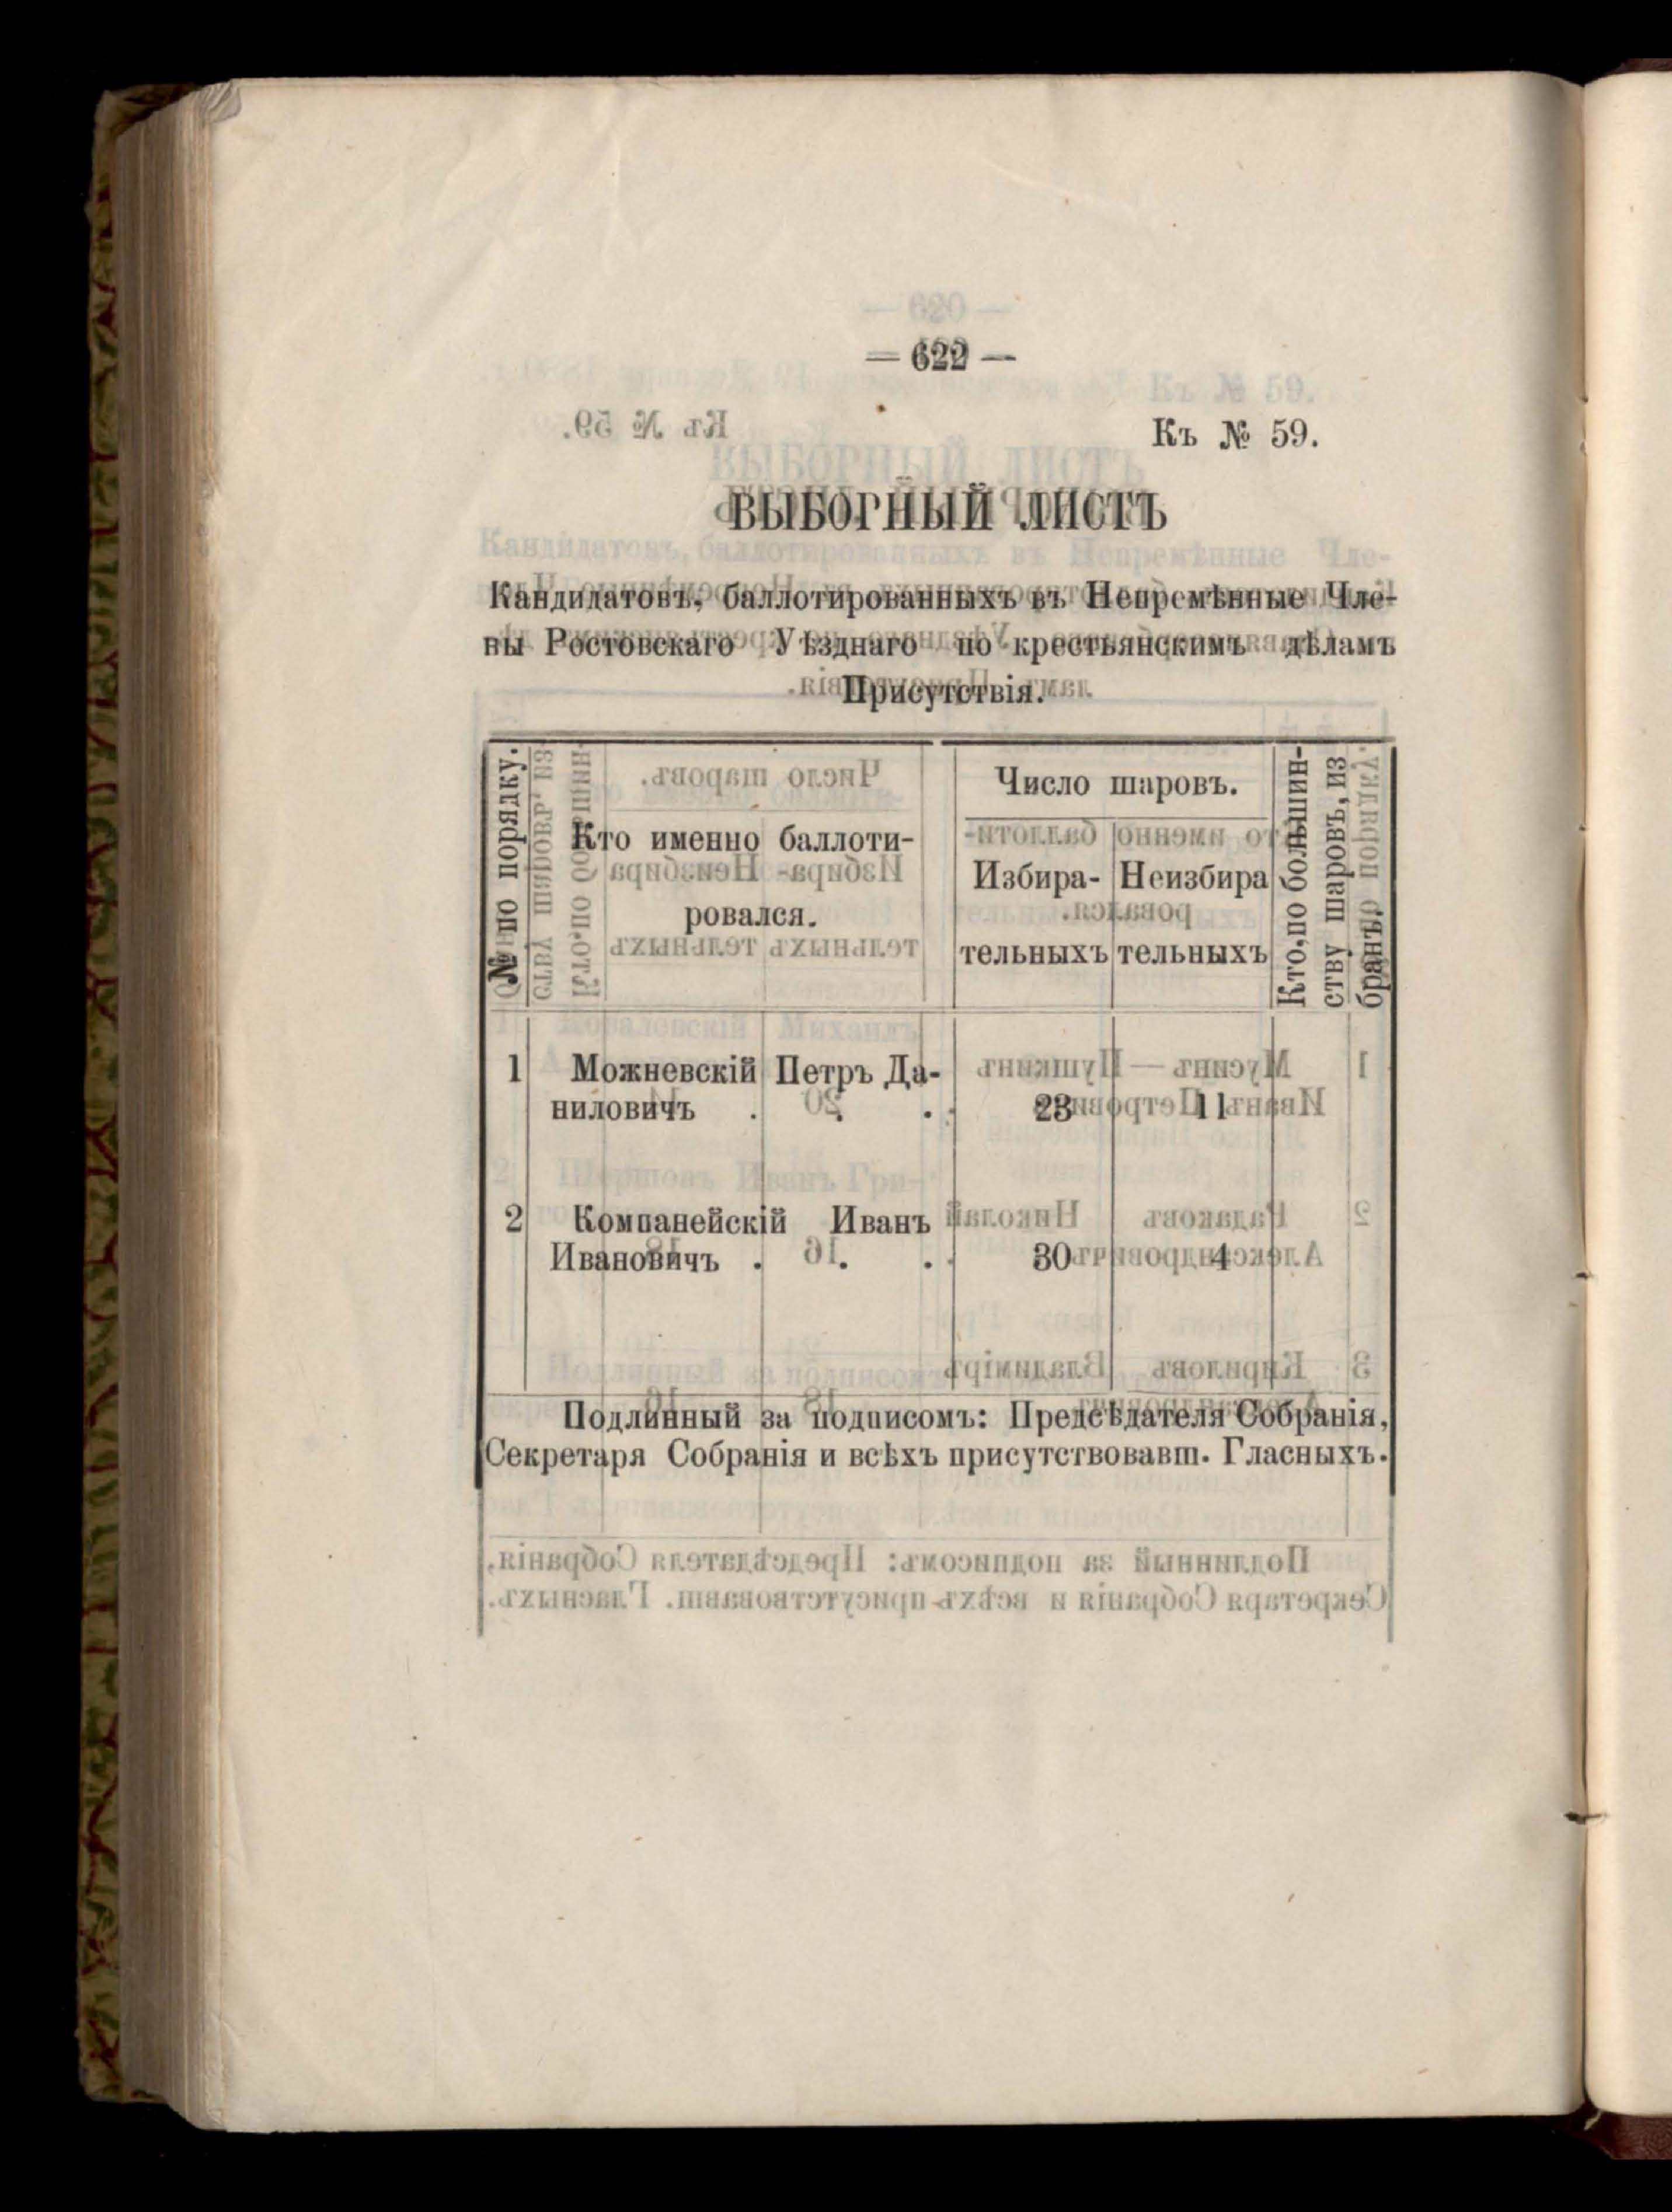 — 622 —
Къ № 59.
ВЫБОРНЫЙ ЛИСТЪ
Кандидатовъ, баллотированныхъ въ Непремѣнные Чле-
ны Ростовскаго Уѣзднаго по крестьянскимъ дѣламъ
Присутствія.
№ по порядку.
Кто именно баллоти-
ровался.
Число шаровъ.
Избира-
тельныхъ
Неизбира
тельныхъ
Кто, по большин-
ству шаровъ, из
бранъ.
1 Можневскій Петръ Да-
ниловичъ . . . 23 11
2 Компанейскій Иванъ
Ивановичъ . . . 30 4
Подлинный за подписомъ: Предсѣдателя Собранія,
Секретаря Собранія и всѣхъ присутствовавш. Гласныхъ.